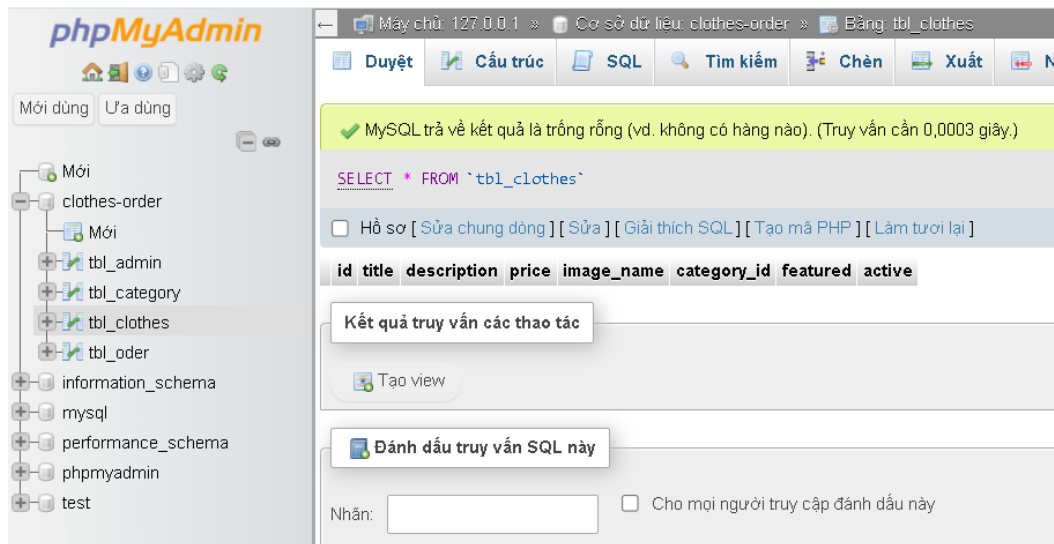 phpMyAdmin
Mới dùng Ưa dùng
Mới
clothes-order
Mới
tbl_admin
tbl_category
tbl_clothes
tbl_oder
information_schema
mysql
performance_schema
phpmyadmin
test
← Máy chủ: 127.0.0.1 » Cơ sở dữ liệu: clothes-order » Bảng: tbl_clothes
Duyệt Cấu trúc SQL Tìm kiếm Chèn Xuất N
MySQL trả về kết quả là trống rỗng (vd. không có hàng nào). (Truy vấn cần 0,0003 giây.)
SELECT * FROM `tbl_clothes`
Hồ sơ [ Sửa chung dòng ] [ Sửa ] [ Giải thích SQL ] [ Tạo mã PHP ] [ Làm tươi lại ]
id title description price image_name category_id featured active
Kết quả truy vấn các thao tác
Tạo view
Đánh dấu truy vấn SQL này
Nhãn: Cho mọi người truy cập đánh dấu này